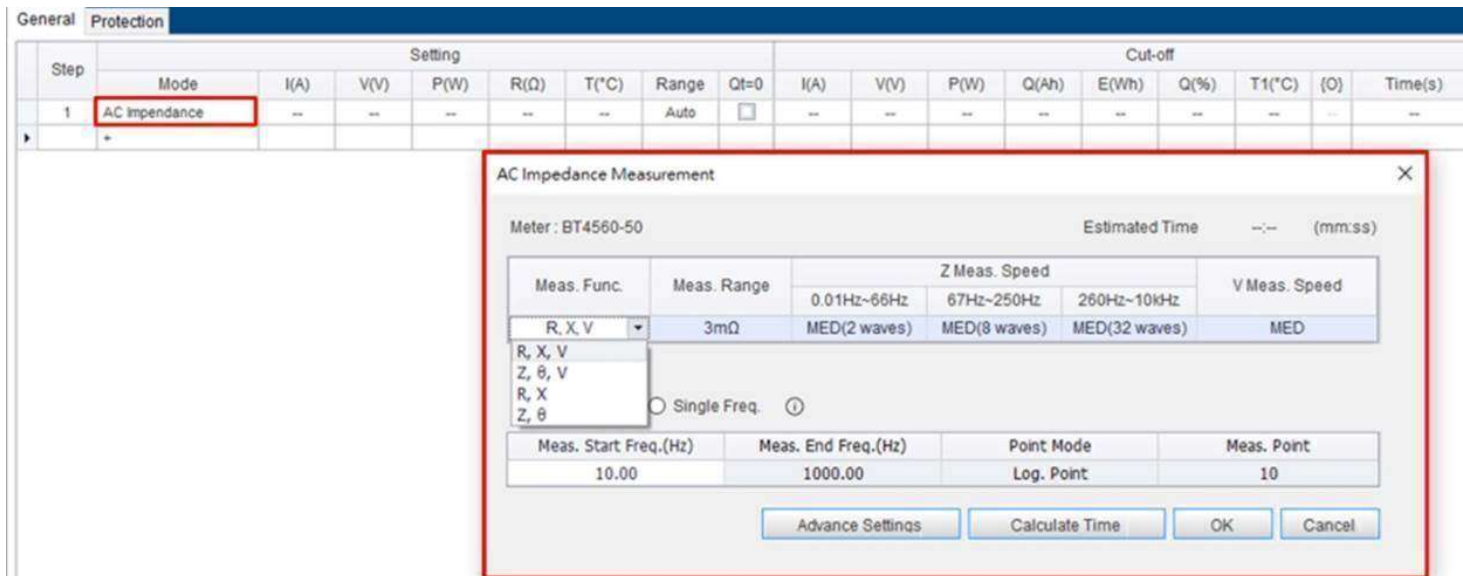 General Protection
Setting Cut-off
Step Mode I(A) V(V) P(W) R(Ω) T(°C) Range Qt=0 I(A) V(V) P(W) Q(Ah) E(Wh) Q(%) T1(°C) {O} Time(s)
1 AC Impendance -- -- -- -- -- Auto -- -- -- -- -- -- -- -- --
+
AC Impedance Measurement
Meter : BT4560-50 Estimated Time --:-- (mm:ss)
Meas. Func. Meas. Range Z Meas. Speed V Meas. Speed
0.01Hz~66Hz 67Hz~250Hz 260Hz~10kHz
R, X, V 3mΩ MED(2 waves) MED(8 waves) MED(32 waves) MED
R, X, V
Z, θ, V
R, X
Z, θ
Single Freq.
Meas. Start Freq.(Hz) Meas. End Freq.(Hz) Point Mode Meas. Point
10.00 1000.00 Log. Point 10
Advance Settings Calculate Time OK Cancel